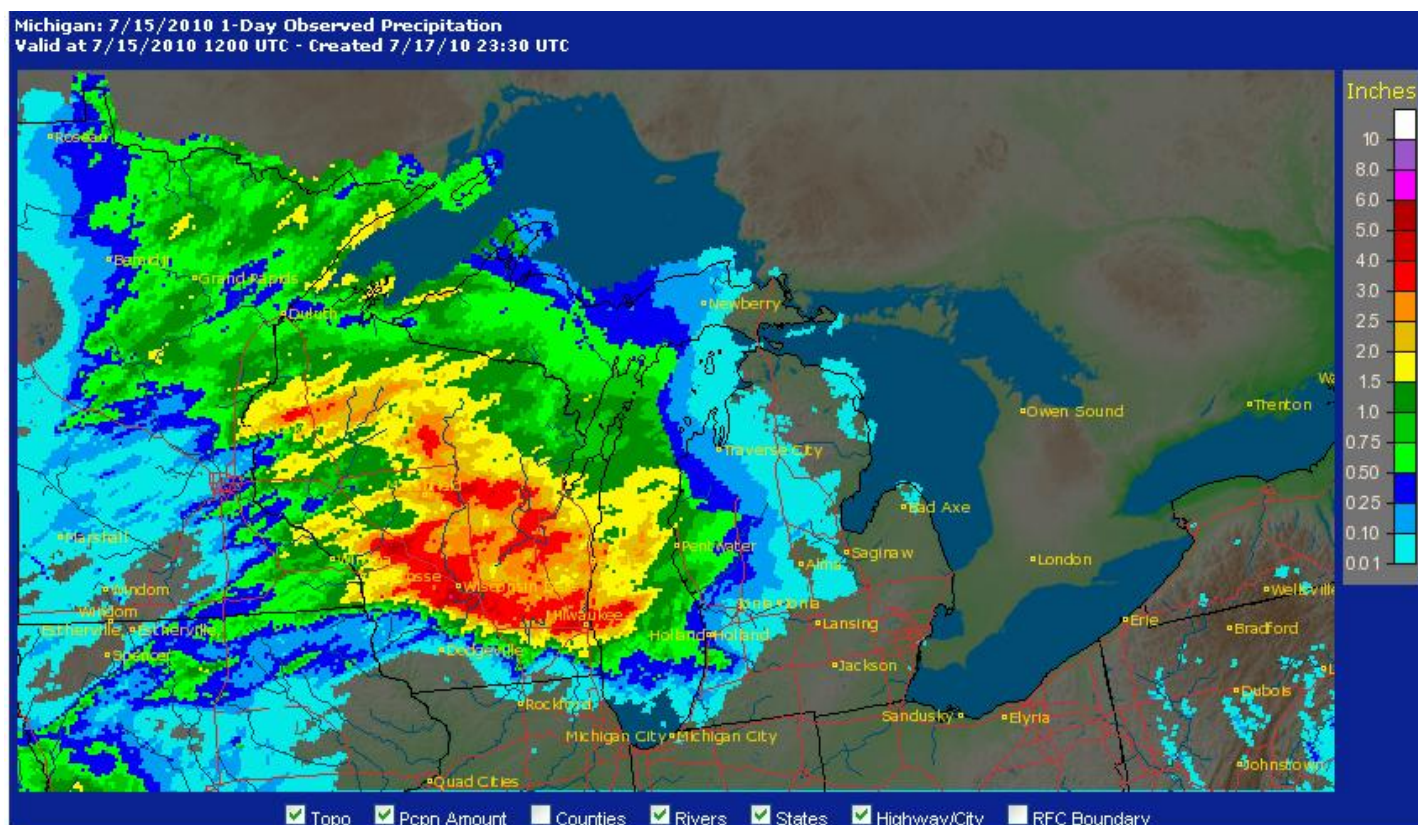 Michigan: 7/15/2010 1-Day Observed Precipitation
Valid at 7/15/2010 1200 UTC - Created 7/17/10 23:30 UTC
Inches
10
8.0
6.0
5.0
4.0
3.0
2.5
2.0
1.5
1.0
0.75
0.50
0.25
0.10
0.01
Roseau
Bemidji
Grand Rapids
Duluth
Newberry
Owen Sound
Trenton
Traverse City
Bad Axe
Marshall
Pentwater
Saginaw
Alma
London
Windom
Windom
Ionia Ionia
Wellsville
Estherville Estherville
Milwaukee
Holland Holland
Lansing
Erie
Bradford
Spencer
Dodgeville
Jackson
Dubois
Rockford
Sandusky
Elyria
Michigan City Michigan City
Johnstown
Quad Cities
Topo
Pcpn Amount
Counties
Rivers
States
Highway/City
RFC Boundary